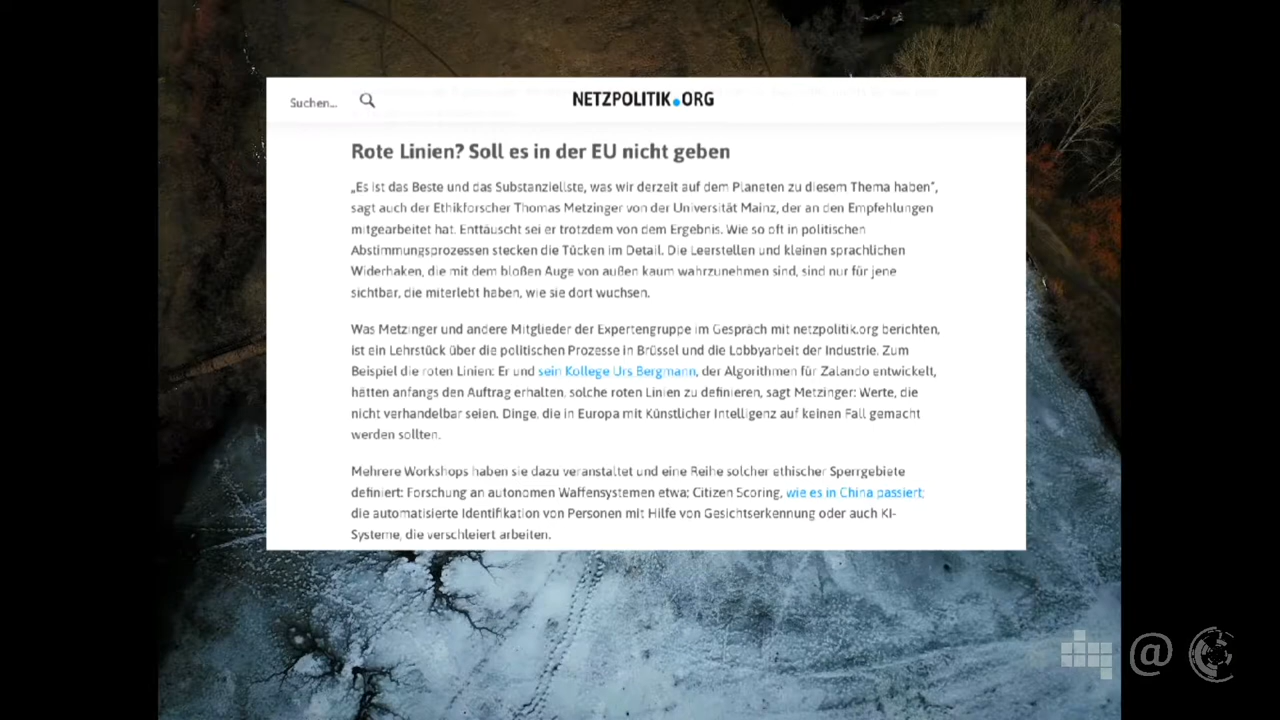 Suchen...
NETZPOLITIK.ORG
Rote Linien? Soll es in der EU nicht geben
„Es ist das Beste und das Substanziellste, was wir derzeit auf dem Planeten zu diesem Thema haben“,
sagt auch der Ethikforscher Thomas Metzinger von der Universität Mainz, der an den Empfehlungen
mitgearbeitet hat. Enttäuscht sei er trotzdem von dem Ergebnis. Wie so oft in politischen
Abstimmungsprozessen stecken die Tücken im Detail. Die Leerstellen und kleinen sprachlichen
Widerhaken, die mit dem bloßen Auge von außen kaum wahrzunehmen sind, sind nur für jene
sichtbar, die miterlebt haben, wie sie dort wuchsen.
Was Metzinger und andere Mitglieder der Expertengruppe im Gespräch mit netzpolitik.org berichten,
ist ein Lehrstück über die politischen Prozesse in Brüssel und die Lobbyarbeit der Industrie. Zum
Beispiel die roten Linien: Er und sein Kollege Urs Bergmann, der Algorithmen für Zalando entwickelt,
hätten anfangs den Auftrag erhalten, solche roten Linien zu definieren, sagt Metzinger: Werte, die
nicht verhandelbar seien. Dinge, die in Europa mit Künstlicher Intelligenz auf keinen Fall gemacht
werden sollten.
Mehrere Workshops haben sie dazu veranstaltet und eine Reihe solcher ethischer Sperrgebiete
definiert: Forschung an autonomen Waffensystemen etwa; Citizen Scoring, wie es in China passiert;
die automatisierte Identifikation von Personen mit Hilfe von Gesichtserkennung oder auch KI-
Systeme, die verschleiert arbeiten.
@